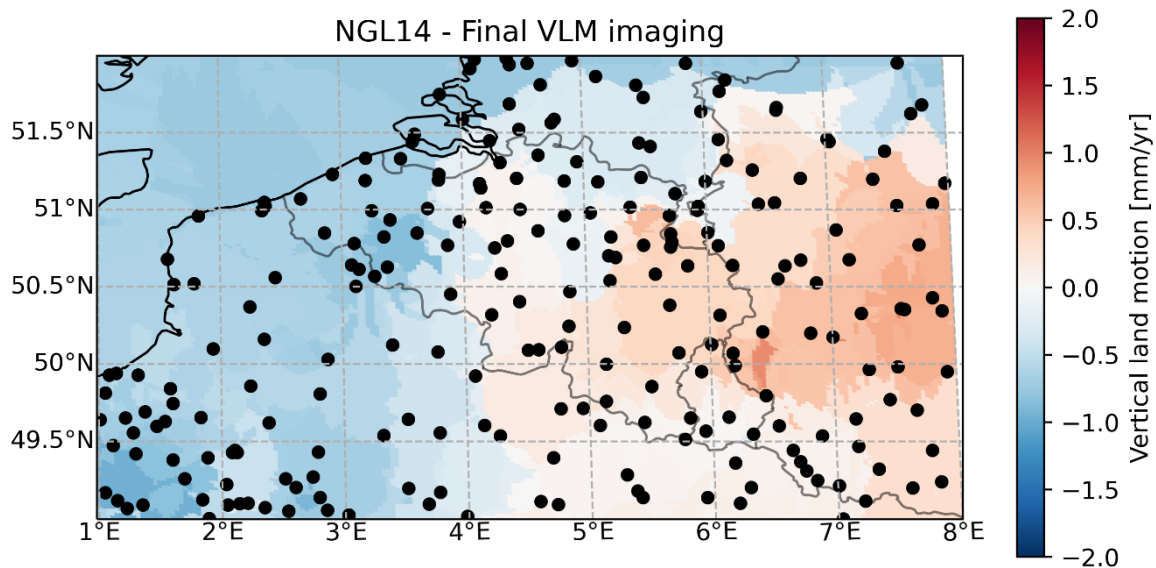 NGL14 - Final VLM imaging
51.5°N
51°N
50.5°N
50°N
49.5°N
1°E
2°E
3°E
4°E
5°E
6°E
7°E
8°E
2.0
1.5
1.0
0.5
0.0
−0.5
−1.0
−1.5
−2.0
Vertical land motion [mm/yr]